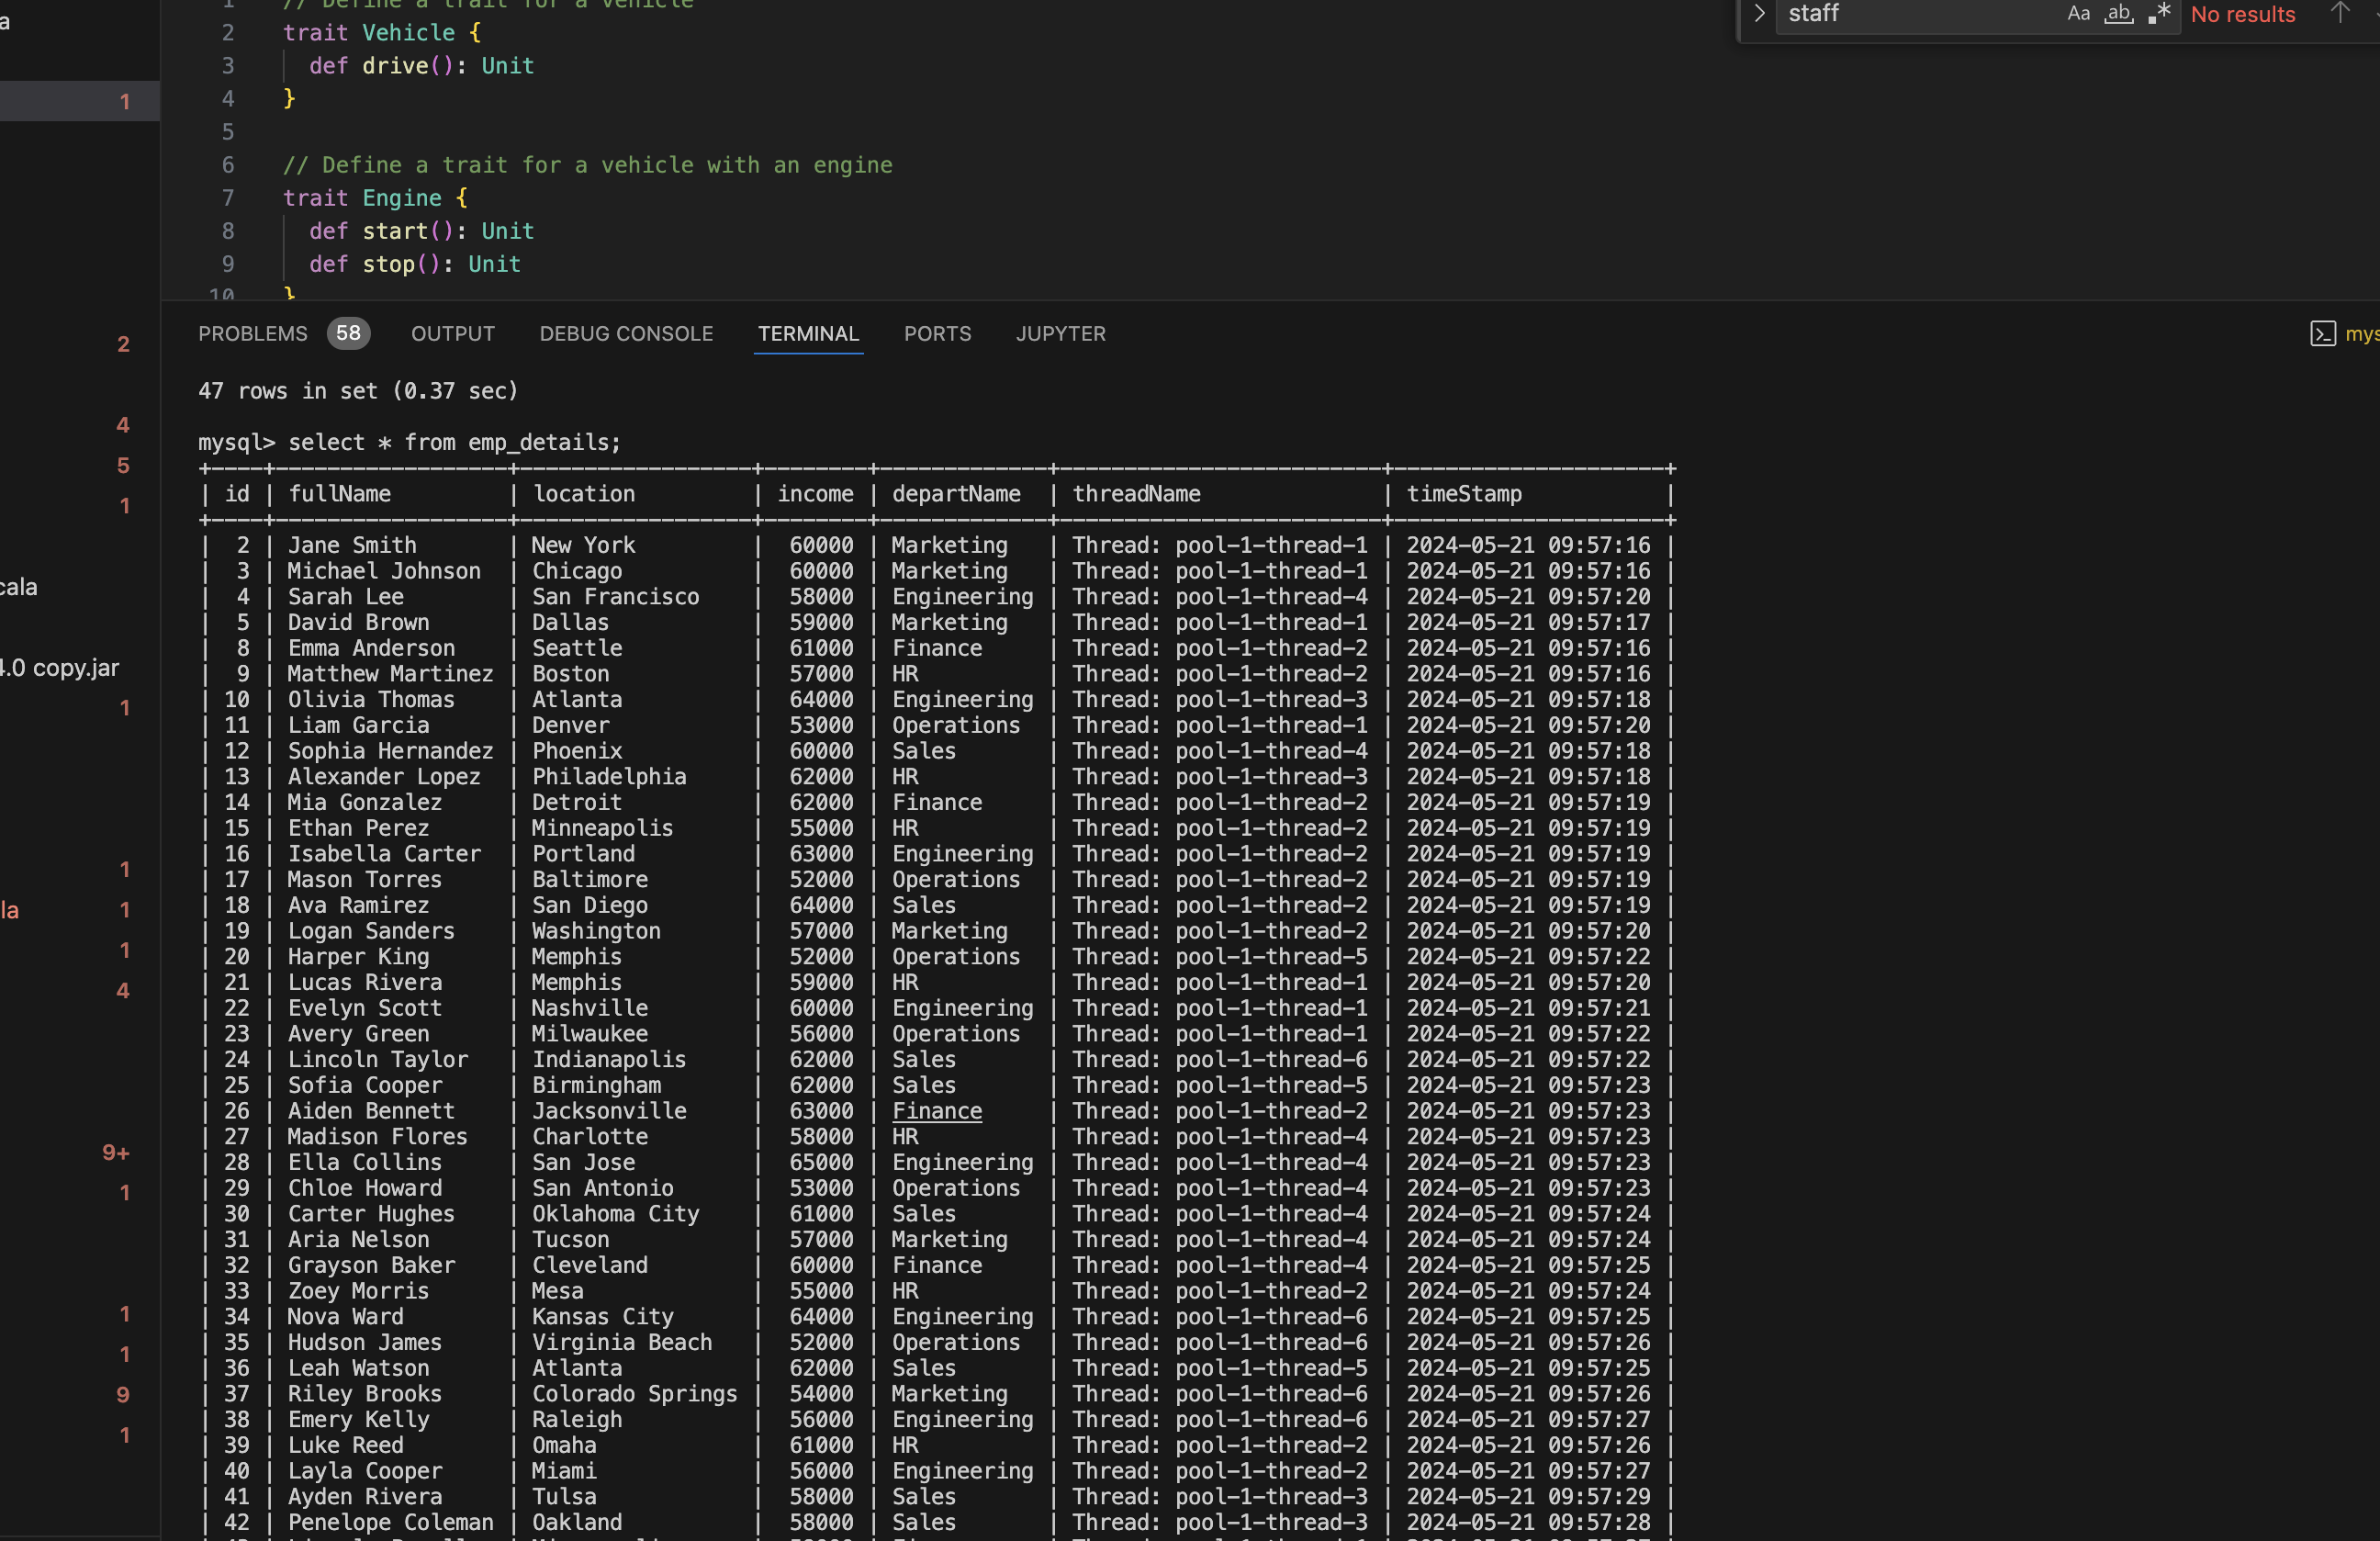 a
1
2
4
5
1
cala
4.0 copy.jar
1
1
la 1
1
4
9+
1
1
1
9
1
1 // Define a trait for a vehicle
2 trait Vehicle {
3 def drive(): Unit
4 }
5
6 // Define a trait for a vehicle with an engine
7 trait Engine {
8 def start(): Unit
9 def stop(): Unit
10 }
> staff Aa ab .* No results
PROBLEMS 58 OUTPUT DEBUG CONSOLE TERMINAL PORTS JUPYTER mys
47 rows in set (0.37 sec)
mysql> select * from emp_details;
+----+------------------+------------------+--------+-------------+-------------------------+---------------------+
| id | fullName | location | income | departName | threadName | timeStamp |
+----+------------------+------------------+--------+-------------+-------------------------+---------------------+
| 2 | Jane Smith | New York | 60000 | Marketing | Thread: pool-1-thread-1 | 2024-05-21 09:57:16 |
| 3 | Michael Johnson | Chicago | 60000 | Marketing | Thread: pool-1-thread-1 | 2024-05-21 09:57:16 |
| 4 | Sarah Lee | San Francisco | 58000 | Engineering | Thread: pool-1-thread-4 | 2024-05-21 09:57:20 |
| 5 | David Brown | Dallas | 59000 | Marketing | Thread: pool-1-thread-1 | 2024-05-21 09:57:17 |
| 8 | Emma Anderson | Seattle | 61000 | Finance | Thread: pool-1-thread-2 | 2024-05-21 09:57:16 |
| 9 | Matthew Martinez | Boston | 57000 | HR | Thread: pool-1-thread-2 | 2024-05-21 09:57:16 |
| 10 | Olivia Thomas | Atlanta | 64000 | Engineering | Thread: pool-1-thread-3 | 2024-05-21 09:57:18 |
| 11 | Liam Garcia | Denver | 53000 | Operations | Thread: pool-1-thread-1 | 2024-05-21 09:57:20 |
| 12 | Sophia Hernandez | Phoenix | 60000 | Sales | Thread: pool-1-thread-4 | 2024-05-21 09:57:18 |
| 13 | Alexander Lopez | Philadelphia | 62000 | HR | Thread: pool-1-thread-3 | 2024-05-21 09:57:18 |
| 14 | Mia Gonzalez | Detroit | 62000 | Finance | Thread: pool-1-thread-2 | 2024-05-21 09:57:19 |
| 15 | Ethan Perez | Minneapolis | 55000 | HR | Thread: pool-1-thread-2 | 2024-05-21 09:57:19 |
| 16 | Isabella Carter | Portland | 63000 | Engineering | Thread: pool-1-thread-2 | 2024-05-21 09:57:19 |
| 17 | Mason Torres | Baltimore | 52000 | Operations | Thread: pool-1-thread-2 | 2024-05-21 09:57:19 |
| 18 | Ava Ramirez | San Diego | 64000 | Sales | Thread: pool-1-thread-2 | 2024-05-21 09:57:19 |
| 19 | Logan Sanders | Washington | 57000 | Marketing | Thread: pool-1-thread-2 | 2024-05-21 09:57:20 |
| 20 | Harper King | Memphis | 52000 | Operations | Thread: pool-1-thread-5 | 2024-05-21 09:57:22 |
| 21 | Lucas Rivera | Memphis | 59000 | HR | Thread: pool-1-thread-1 | 2024-05-21 09:57:20 |
| 22 | Evelyn Scott | Nashville | 60000 | Engineering | Thread: pool-1-thread-1 | 2024-05-21 09:57:21 |
| 23 | Avery Green | Milwaukee | 56000 | Operations | Thread: pool-1-thread-1 | 2024-05-21 09:57:22 |
| 24 | Lincoln Taylor | Indianapolis | 62000 | Sales | Thread: pool-1-thread-6 | 2024-05-21 09:57:22 |
| 25 | Sofia Cooper | Birmingham | 62000 | Sales | Thread: pool-1-thread-5 | 2024-05-21 09:57:23 |
| 26 | Aiden Bennett | Jacksonville | 63000 | Finance | Thread: pool-1-thread-2 | 2024-05-21 09:57:23 |
| 27 | Madison Flores | Charlotte | 58000 | HR | Thread: pool-1-thread-4 | 2024-05-21 09:57:23 |
| 28 | Ella Collins | San Jose | 65000 | Engineering | Thread: pool-1-thread-4 | 2024-05-21 09:57:23 |
| 29 | Chloe Howard | San Antonio | 53000 | Operations | Thread: pool-1-thread-4 | 2024-05-21 09:57:23 |
| 30 | Carter Hughes | Oklahoma City | 61000 | Sales | Thread: pool-1-thread-4 | 2024-05-21 09:57:24 |
| 31 | Aria Nelson | Tucson | 57000 | Marketing | Thread: pool-1-thread-4 | 2024-05-21 09:57:24 |
| 32 | Grayson Baker | Cleveland | 60000 | Finance | Thread: pool-1-thread-4 | 2024-05-21 09:57:25 |
| 33 | Zoey Morris | Mesa | 55000 | HR | Thread: pool-1-thread-2 | 2024-05-21 09:57:24 |
| 34 | Nova Ward | Kansas City | 64000 | Engineering | Thread: pool-1-thread-6 | 2024-05-21 09:57:25 |
| 35 | Hudson James | Virginia Beach | 52000 | Operations | Thread: pool-1-thread-6 | 2024-05-21 09:57:26 |
| 36 | Leah Watson | Atlanta | 62000 | Sales | Thread: pool-1-thread-5 | 2024-05-21 09:57:25 |
| 37 | Riley Brooks | Colorado Springs | 54000 | Marketing | Thread: pool-1-thread-6 | 2024-05-21 09:57:26 |
| 38 | Emery Kelly | Raleigh | 56000 | Engineering | Thread: pool-1-thread-6 | 2024-05-21 09:57:27 |
| 39 | Luke Reed | Omaha | 61000 | HR | Thread: pool-1-thread-2 | 2024-05-21 09:57:26 |
| 40 | Layla Cooper | Miami | 56000 | Engineering | Thread: pool-1-thread-2 | 2024-05-21 09:57:27 |
| 41 | Ayden Rivera | Tulsa | 58000 | Sales | Thread: pool-1-thread-3 | 2024-05-21 09:57:29 |
| 42 | Penelope Coleman | Oakland | 58000 | Sales | Thread: pool-1-thread-3 | 2024-05-21 09:57:28 |